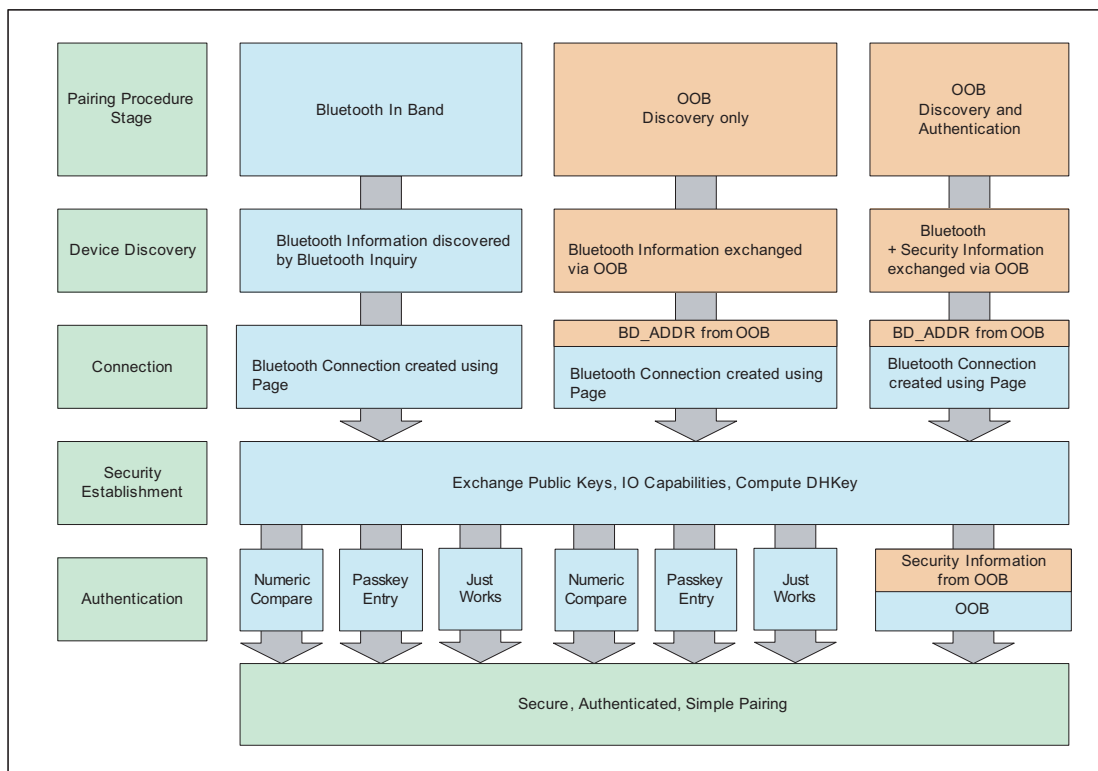 Pairing Procedure
Stage
Bluetooth In Band
OOB
Discovery only
OOB
Discovery and
Authentication
Device Discovery
Bluetooth Information discovered
by Bluetooth Inquiry
Bluetooth Information exchanged
via OOB
Bluetooth
+ Security Information
exchanged via OOB
Connection
Bluetooth Connection created using
Page
BD_ADDR from OOB
Bluetooth Connection created using
Page
BD_ADDR from OOB
Bluetooth Connection
created using Page
Security
Establishment
Exchange Public Keys, IO Capabilities, Compute DHKey
Authentication
Numeric
Compare
Passkey
Entry
Just
Works
Numeric
Compare
Passkey
Entry
Just
Works
Security Information
from OOB
OOB
Secure, Authenticated, Simple Pairing